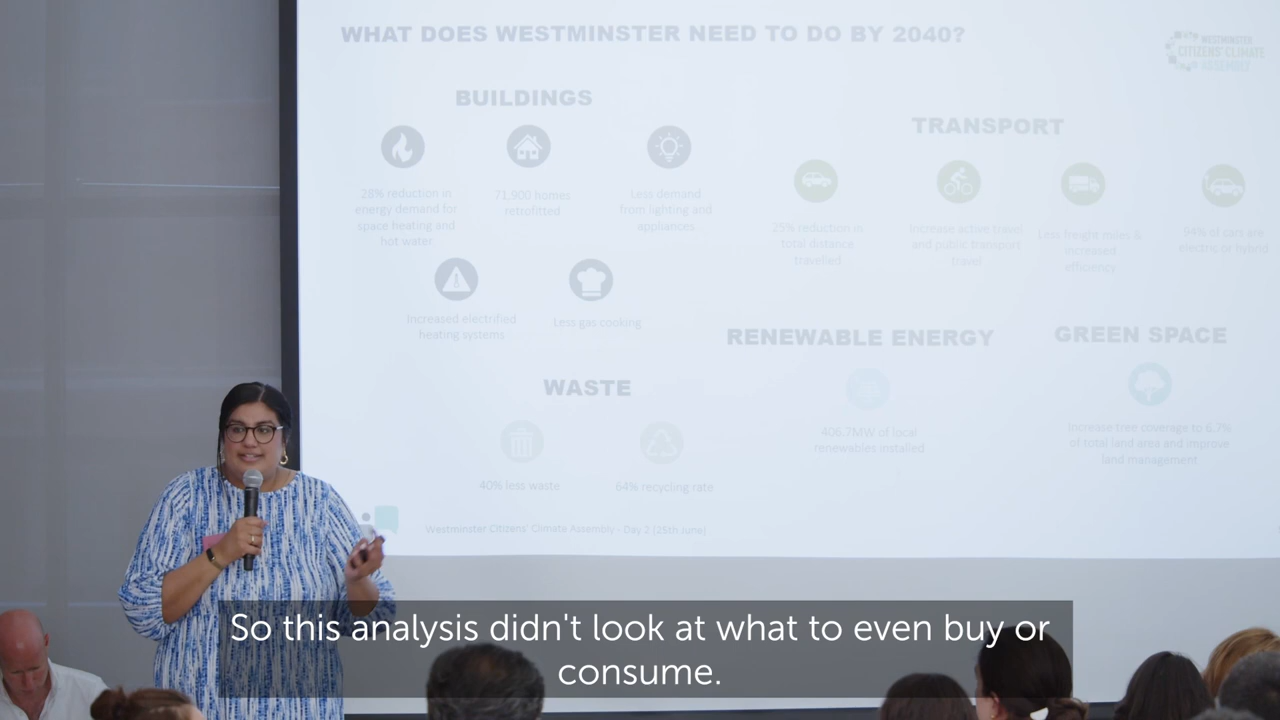 WHAT DOES WESTMINSTER NEED TO DO BY 2040?
WESTMINSTER
CITIZENS' CLIMATE
ASSEMBLY
BUILDINGS
28% reduction in
energy demand for
space heating and
hot water
71,900 homes
retrofitted
Less demand
from lighting and
appliances
Increased electrified
heating systems
Less gas cooking
TRANSPORT
25% reduction in
total distance
travelled
Increase active travel
and public transport
travel
Less freight miles &
increased
efficiency
94% of cars are
electric or hybrid
WASTE
40% less waste
64% recycling rate
RENEWABLE ENERGY
406.7MW of local
renewables installed
GREEN SPACE
Increase tree coverage to 6.7%
of total land area and improve
land management
Westminster Citizens' Climate Assembly - Day 2 (25th June)
So this analysis didn't look at what to even buy or
consume.